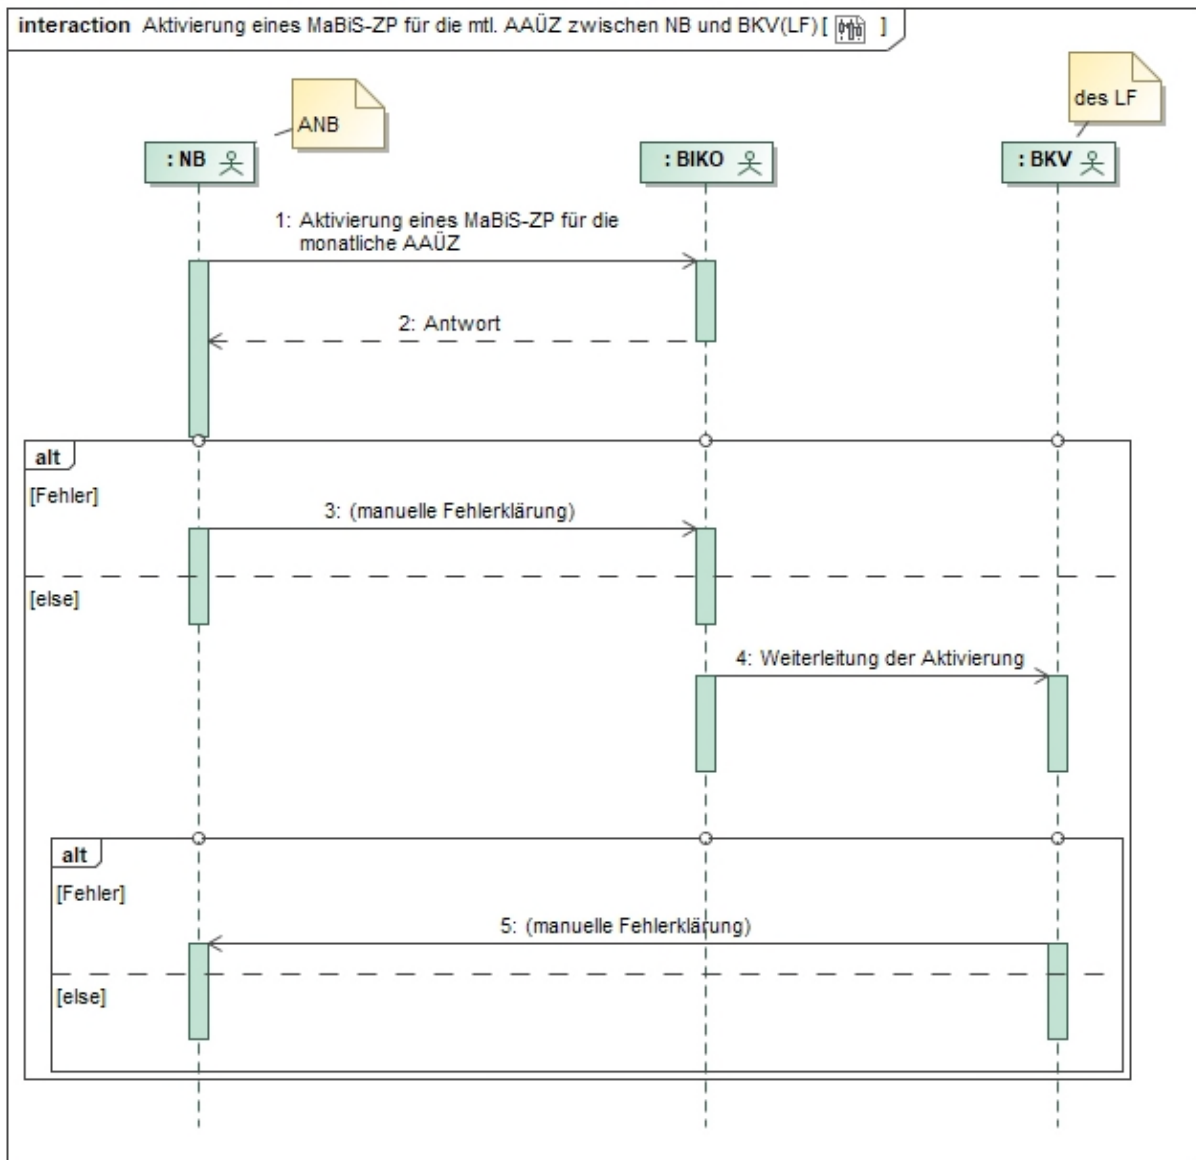 interaction Aktivierung eines MaBiS-ZP für die mtl. AAÜZ zwischen NB und BKV(LF) [ ]
ANB
des LF
: NB
: BIKO
: BKV
1: Aktivierung eines MaBiS-ZP für die
monatliche AAÜZ
2: Antwort
alt
[Fehler]
3: (manuelle Fehlerklärung)
[else]
4: Weiterleitung der Aktivierung
alt
[Fehler]
5: (manuelle Fehlerklärung)
[else]